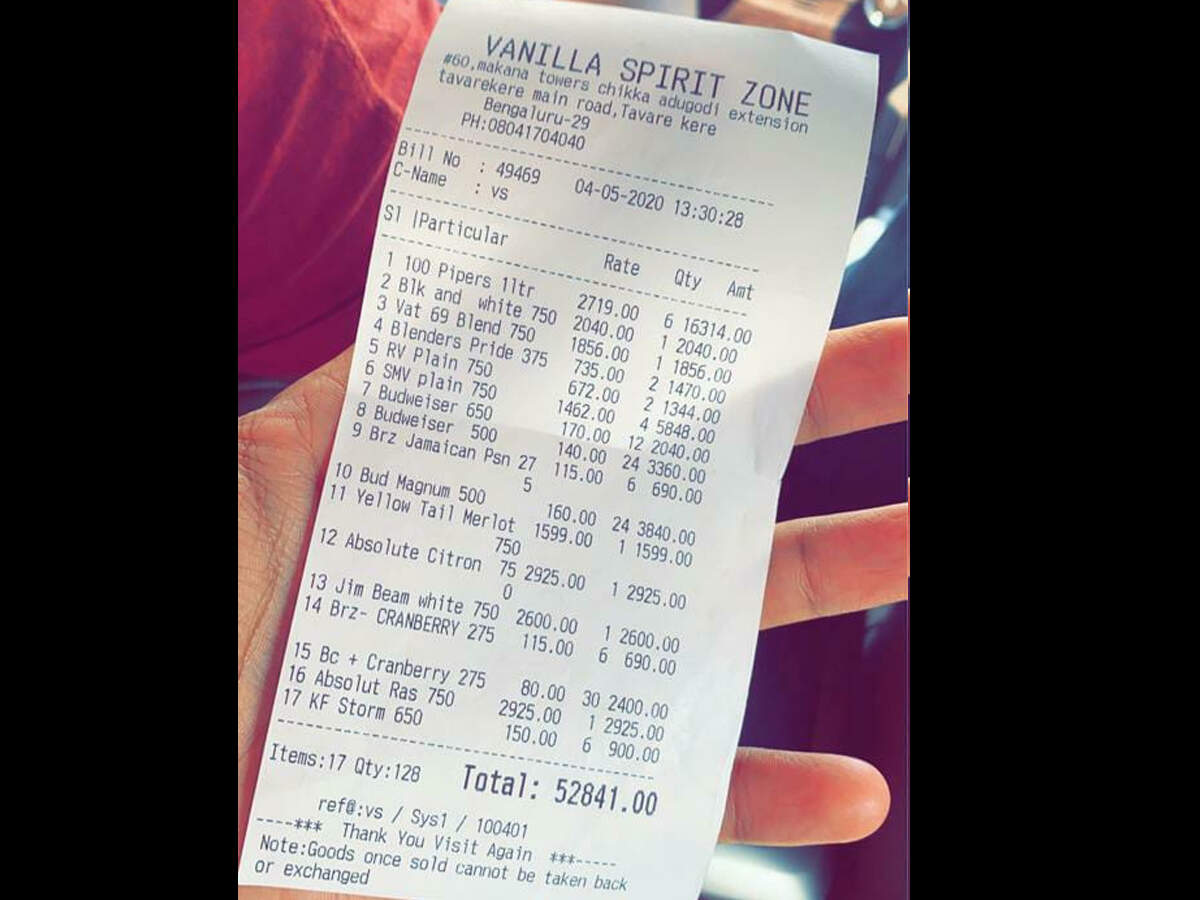 VANILLA SPIRIT ZONE
#60,makana towers chikka adugodi extension
tavarekere main road,Tavare kere
Bengaluru-29
PH:08041704040
Bill No : 49469 04-05-2020 13:30:28
C-Name : vs
Sl |Particular Rate Qty Amt
1 100 Pipers 1ltr 2719.00 6 16314.00
2 Blk and white 750 2040.00 1 2040.00
3 Vat 69 Blend 750 1856.00 1 1856.00
4 Blenders Pride 375 735.00 2 1470.00
5 RV Plain 750 672.00 2 1344.00
6 SMV plain 750 1462.00 4 5848.00
7 Budweiser 650 170.00 12 2040.00
8 Budweiser 500 140.00 24 3360.00
9 Brz Jamaican Psn 27 115.00 6 690.00
5
10 Bud Magnum 500 160.00 24 3840.00
11 Yellow Tail Merlot 1599.00 1 1599.00
750
12 Absolute Citron 75 2925.00 1 2925.00
0
13 Jim Beam white 750 2600.00 1 2600.00
14 Brz- CRANBERRY 275 115.00 6 690.00
15 Bc + Cranberry 275 80.00 30 2400.00
16 Absolut Ras 750 2925.00 1 2925.00
17 KF Storm 650 150.00 6 900.00
Items:17 Qty:128 Total: 52841.00
ref@:vs / Sys1 / 100401
----*** Thank You Visit Again ***-----
Note:Goods once sold cannot be taken back
or exchanged